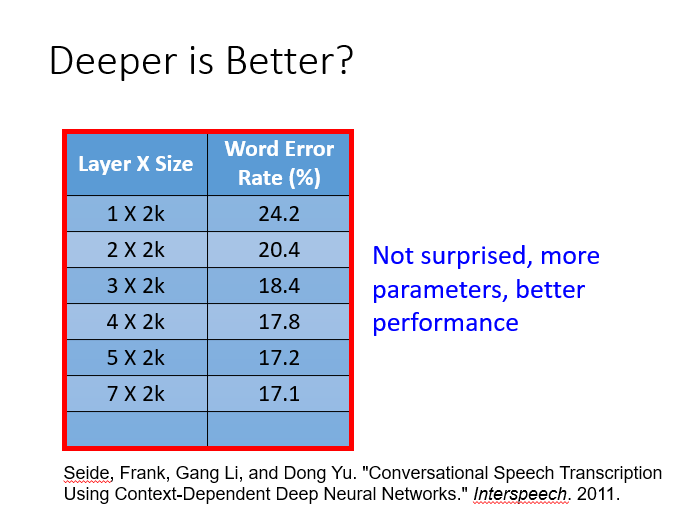 Deeper is Better?
Layer X Size
Word Error
Rate (%)
1 X 2k
24.2
2 X 2k
20.4
3 X 2k
18.4
4 X 2k
17.8
5 X 2k
17.2
7 X 2k
17.1
Not surprised, more
parameters, better
performance
Seide, Frank, Gang Li, and Dong Yu. "Conversational Speech Transcription
Using Context-Dependent Deep Neural Networks." Interspeech. 2011.